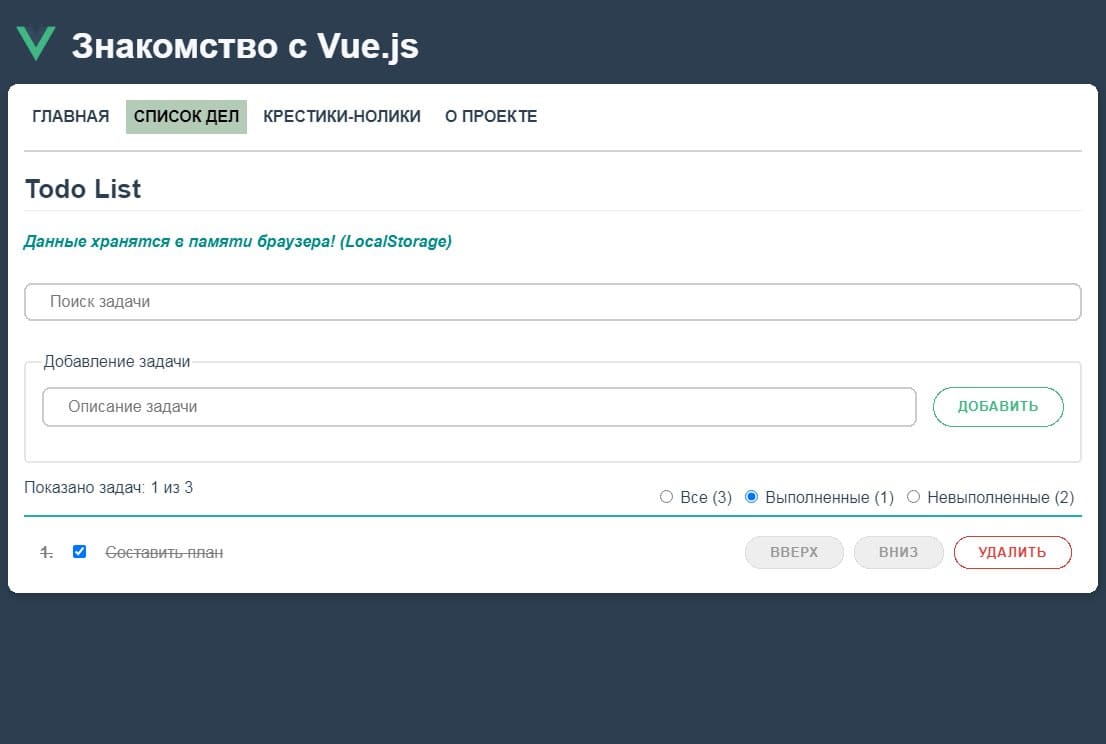 Знакомство с Vue.js
ГЛАВНАЯ СПИСОК ДЕЛ КРЕСТИКИ-НОЛИКИ О ПРОЕКТЕ
Todo List
Данные хранятся в памяти браузера! (LocalStorage)
Поиск задачи
Добавление задачи
Описание задачи ДОБАВИТЬ
Показано задач: 1 из 3
Все (3) Выполненные (1) Невыполненные (2)
1. Составить план ВВЕРХ ВНИЗ УДАЛИТЬ